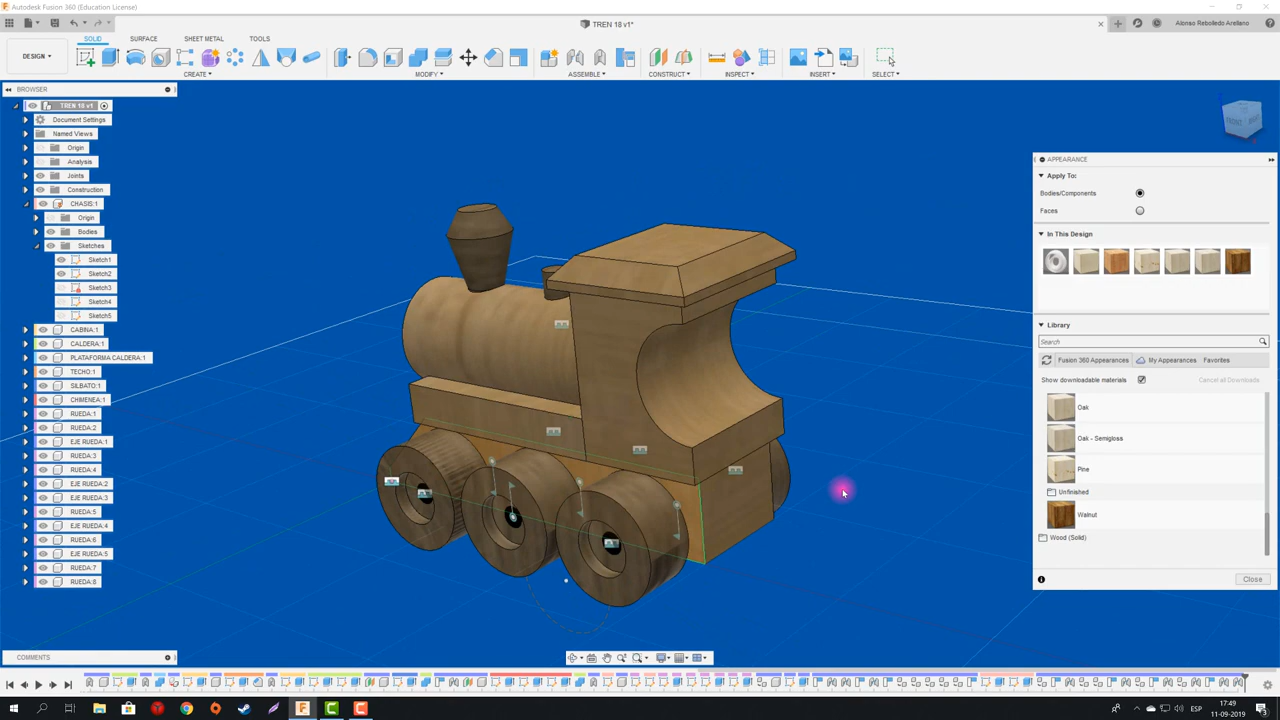 Autodesk Fusion 360 (Education License)
TREN 18 v1*
Alonso Rebolledo Arellano
SOLID SURFACE SHEET METAL TOOLS
DESIGN
CREATE MODIFY ASSEMBLE CONSTRUCT INSPECT INSERT SELECT
BROWSER
TREN 18 v1
Document Settings
Named Views
Origin
Analysis
Joints
Construction
CHASIS:1
Origin
Bodies
Sketches
Sketch1
Sketch2
Sketch3
Sketch4
Sketch5
CABINA:1
CALDERA:1
PLATAFORMA CALDERA:1
TECHO:1
SILBATO:1
CHIMENEA:1
RUEDA:1
RUEDA:2
EJE RUEDA:1
RUEDA:3
RUEDA:4
EJE RUEDA:2
EJE RUEDA:3
RUEDA:5
EJE RUEDA:4
RUEDA:6
EJE RUEDA:5
RUEDA:7
RUEDA:8
COMMENTS
APPEARANCE
Apply To:
Bodies/Components
Faces
In This Design
Library
Search
Fusion 360 Appearances My Appearances Favorites
Show downloadable materials Cancel all Downloads
Oak
Oak - Semigloss
Pine
Unfinished
Walnut
Wood (Solid)
Close
ESP
17:49
11-09-2019